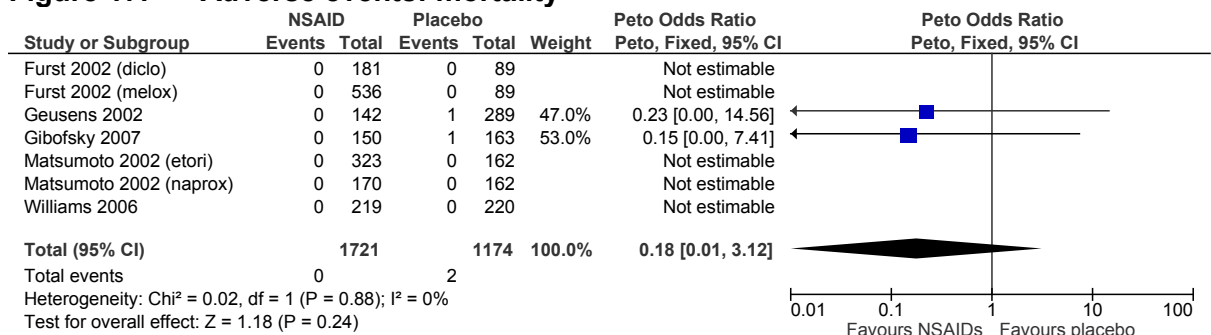 NSAID Placebo Peto Odds Ratio Peto Odds Ratio
Study or Subgroup Events Total Events Total Weight Peto, Fixed, 95% CI Peto, Fixed, 95% CI
Furst 2002 (diclo) 0 181 0 89 Not estimable
Furst 2002 (melox) 0 536 0 89 Not estimable
Geusens 2002 0 142 1 289 47.0% 0.23 [0.00, 14.56]
Gibofsky 2007 0 150 1 163 53.0% 0.15 [0.00, 7.41]
Matsumoto 2002 (etori) 0 323 0 162 Not estimable
Matsumoto 2002 (naprox) 0 170 0 162 Not estimable
Williams 2006 0 219 0 220 Not estimable
Total (95% CI) 1721 1174 100.0% 0.18 [0.01, 3.12]
Total events 0 2
Heterogeneity: Chi² = 0.02, df = 1 (P = 0.88); I² = 0%
Test for overall effect: Z = 1.18 (P = 0.24)
0.01 0.1 1 10 100
Favours NSAIDs Favours placebo